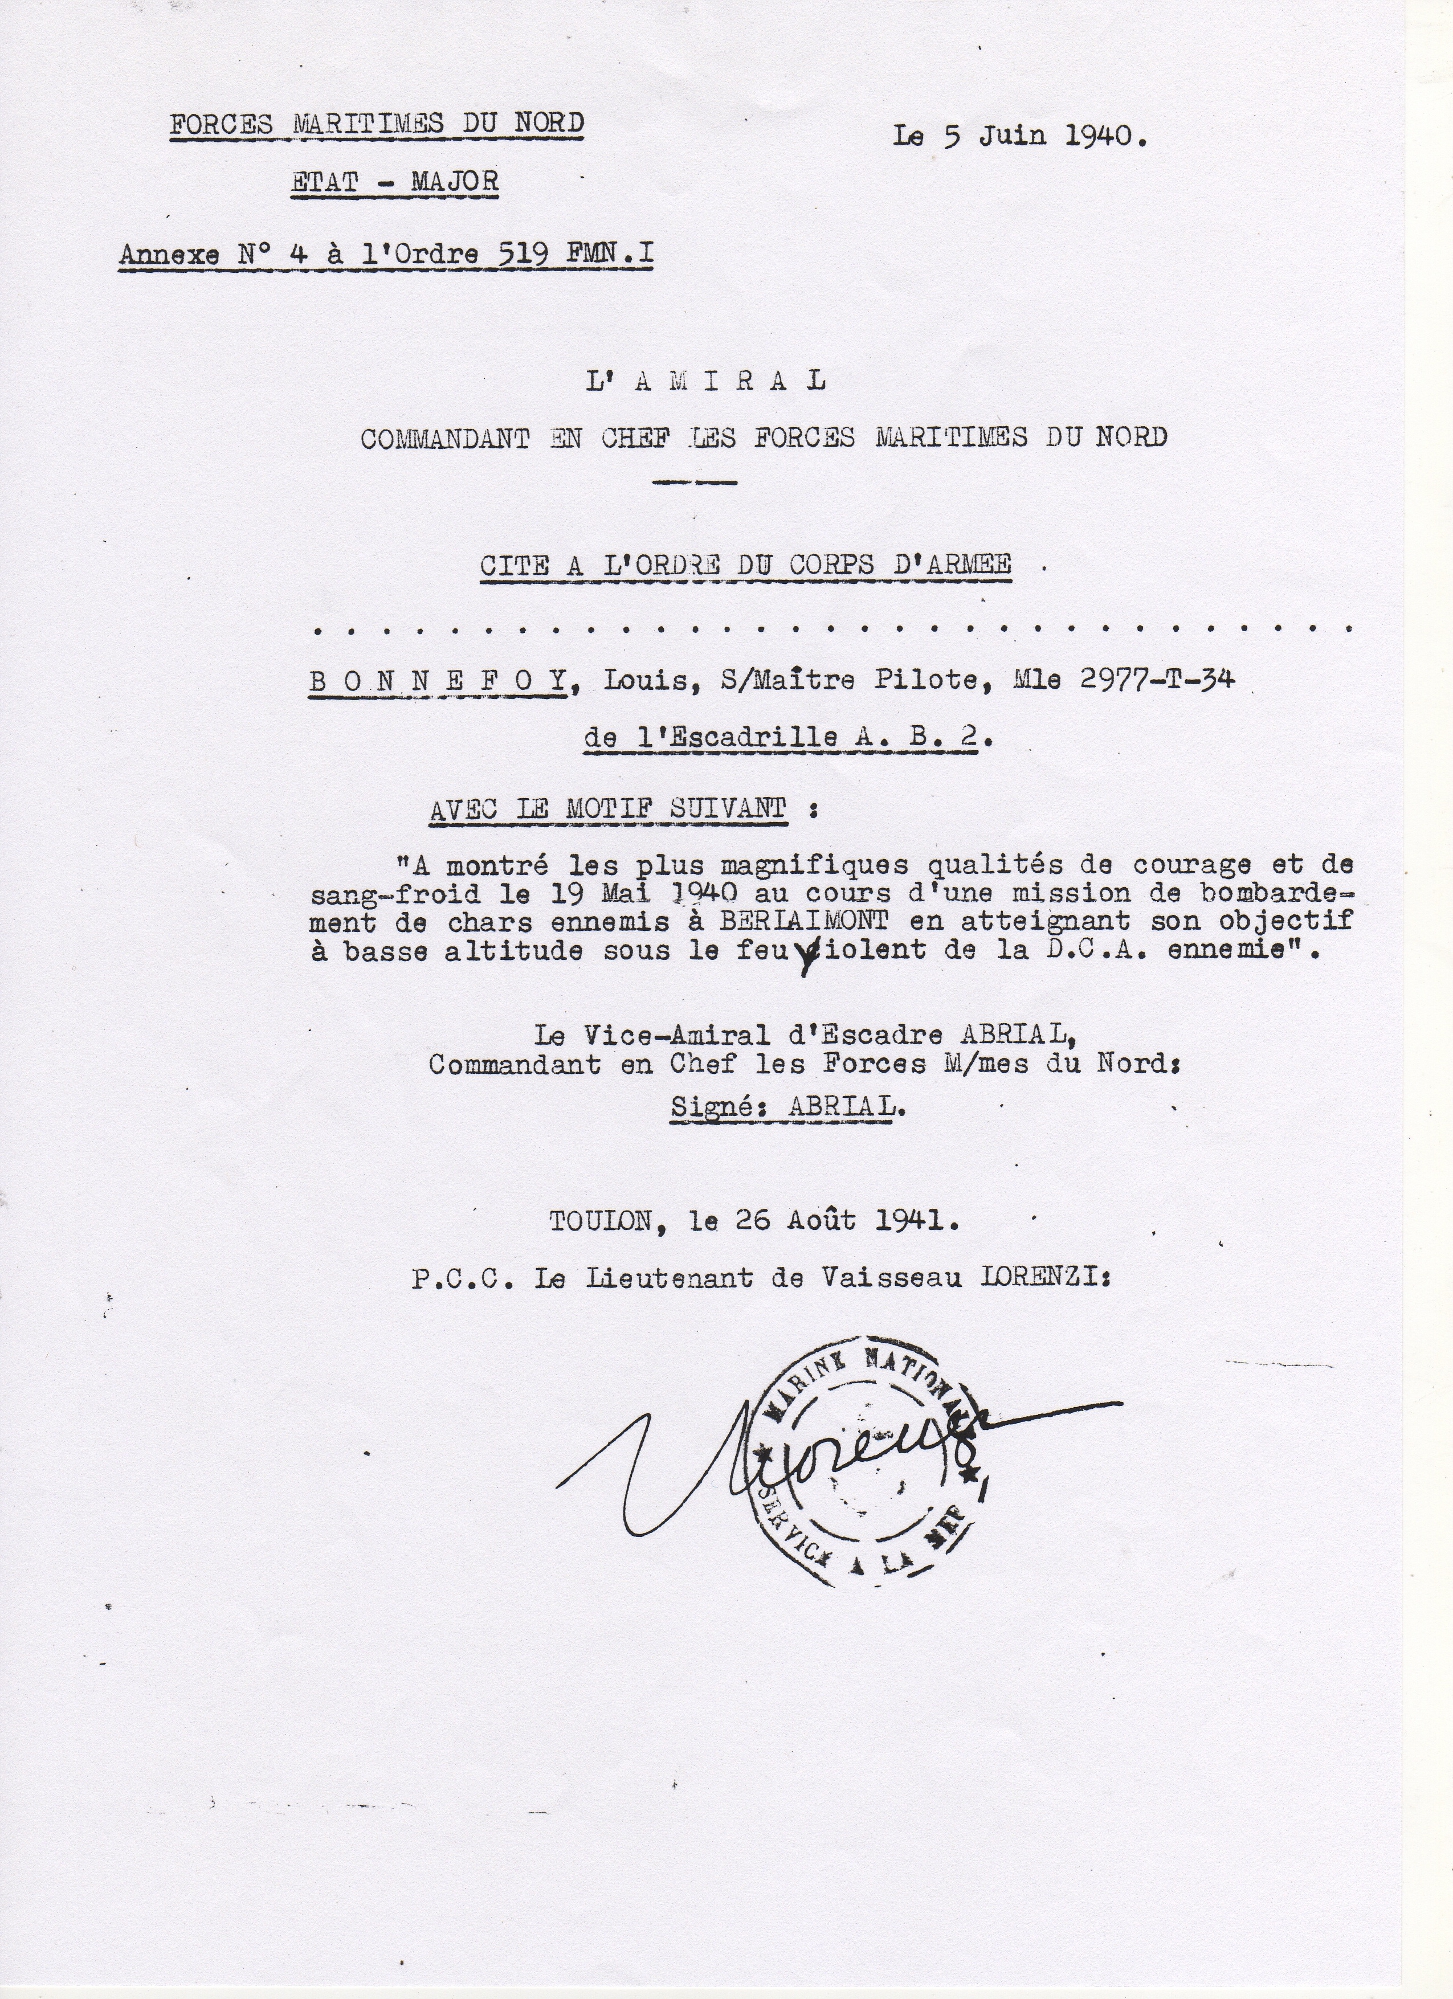 FORCES MARITIMES DU NORD
Le 5 Juin 1940.
ETAT - MAJOR
Annexe N° 4 à l'Ordre 519 FMN.I
L' A M I R A L
COMMANDANT EN CHEF LES FORCES MARITIMES DU NORD
CITE A L'ORDRE DU CORPS D'ARMEE .
. . . . . . . . . . . . . . . . . . . . . . . . . . . . . . .
B O N N E F O Y, Louis, S/Maître Pilote, Mle 2977-T-34
de l'Escadrille A. B. 2.
AVEC LE MOTIF SUIVANT :
"A montré les plus magnifiques qualités de courage et de
sang-froid le 19 Mai 1940 au cours d'une mission de bombarde-
ment de chars ennemis à BERLAIMONT en atteignant son objectif
à basse altitude sous le feu violent de la D.C.A. ennemie".
Le Vice-Amiral d'Escadre ABRIAL,
Commandant en Chef les Forces M/mes du Nord:
Signé: ABRIAL.
TOULON, le 26 Août 1941.
P.C.C. Le Lieutenant de Vaisseau LORENZI:
MARINE NATIONALE
Lorenzi
SERVICE A LA MER